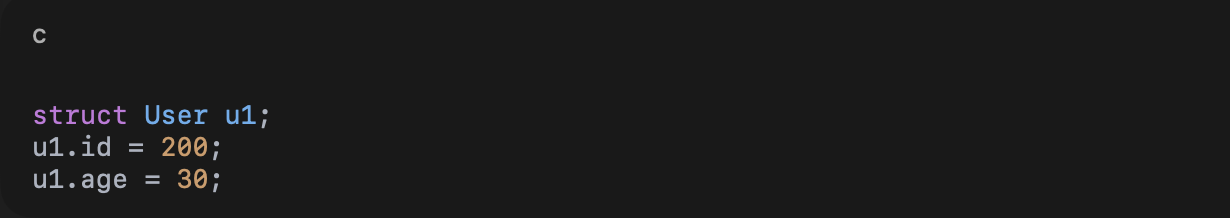 c
struct User u1;
u1.id = 200;
u1.age = 30;